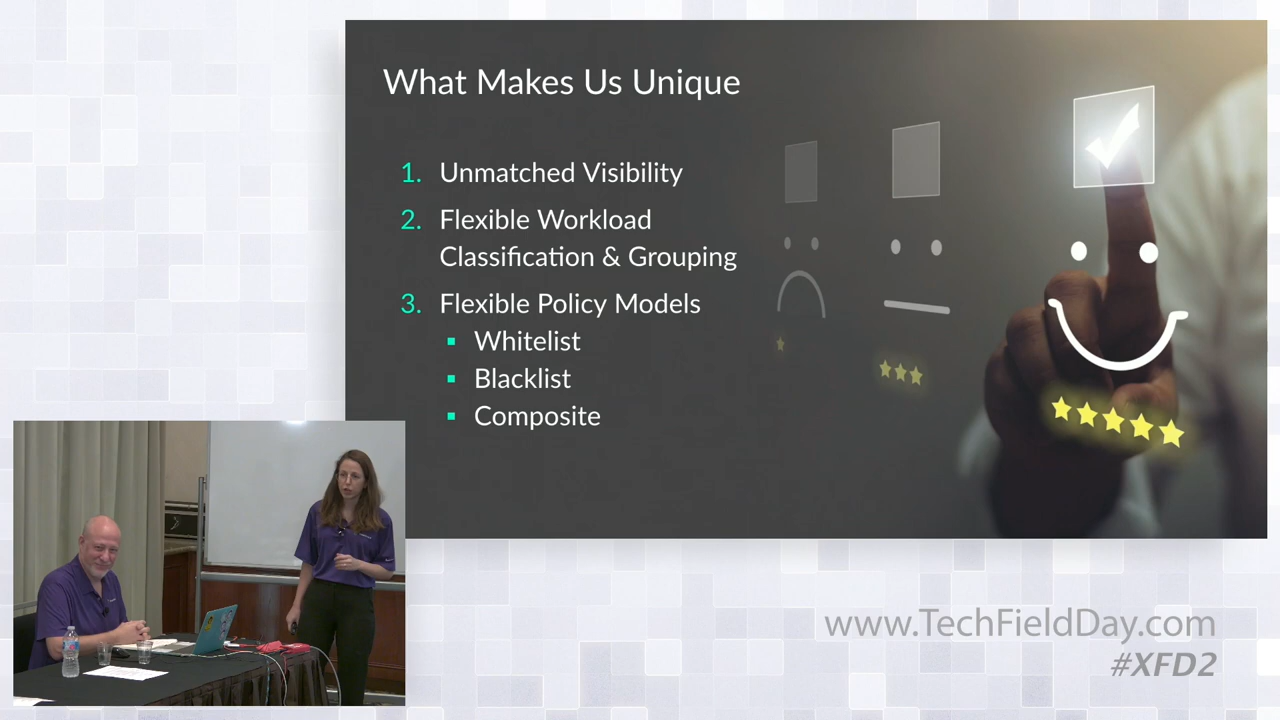 What Makes Us Unique
1. Unmatched Visibility
2. Flexible Workload
Classification & Grouping
3. Flexible Policy Models
▪ Whitelist
▪ Blacklist
▪ Composite
www.TechFieldDay.com
#XFD2